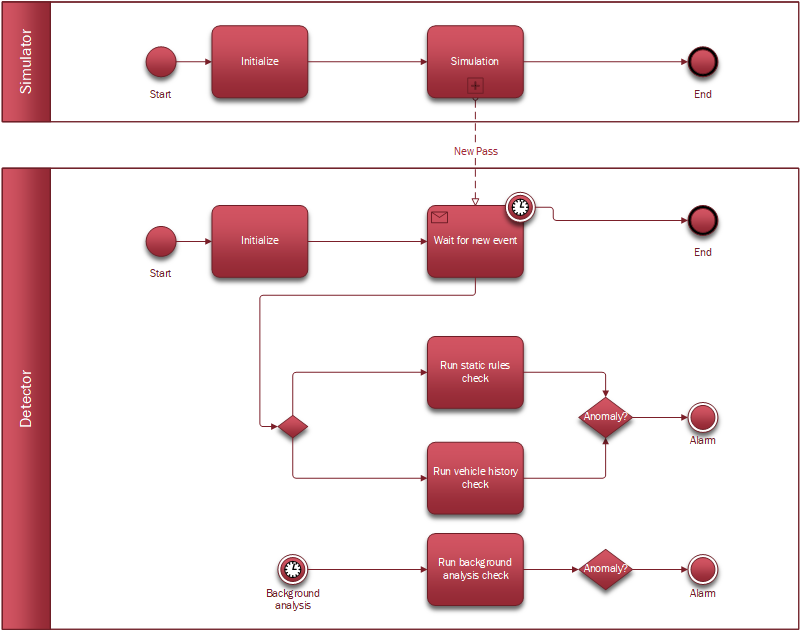 Simulator
Initialize
Simulation
Start
End
New Pass
Detector
Initialize
Wait for new event
Start
End
Run static rules
check
Anomaly?
Alarm
Run vehicle history
check
Run background
analysis check
Anomaly?
Background
analysis
Alarm